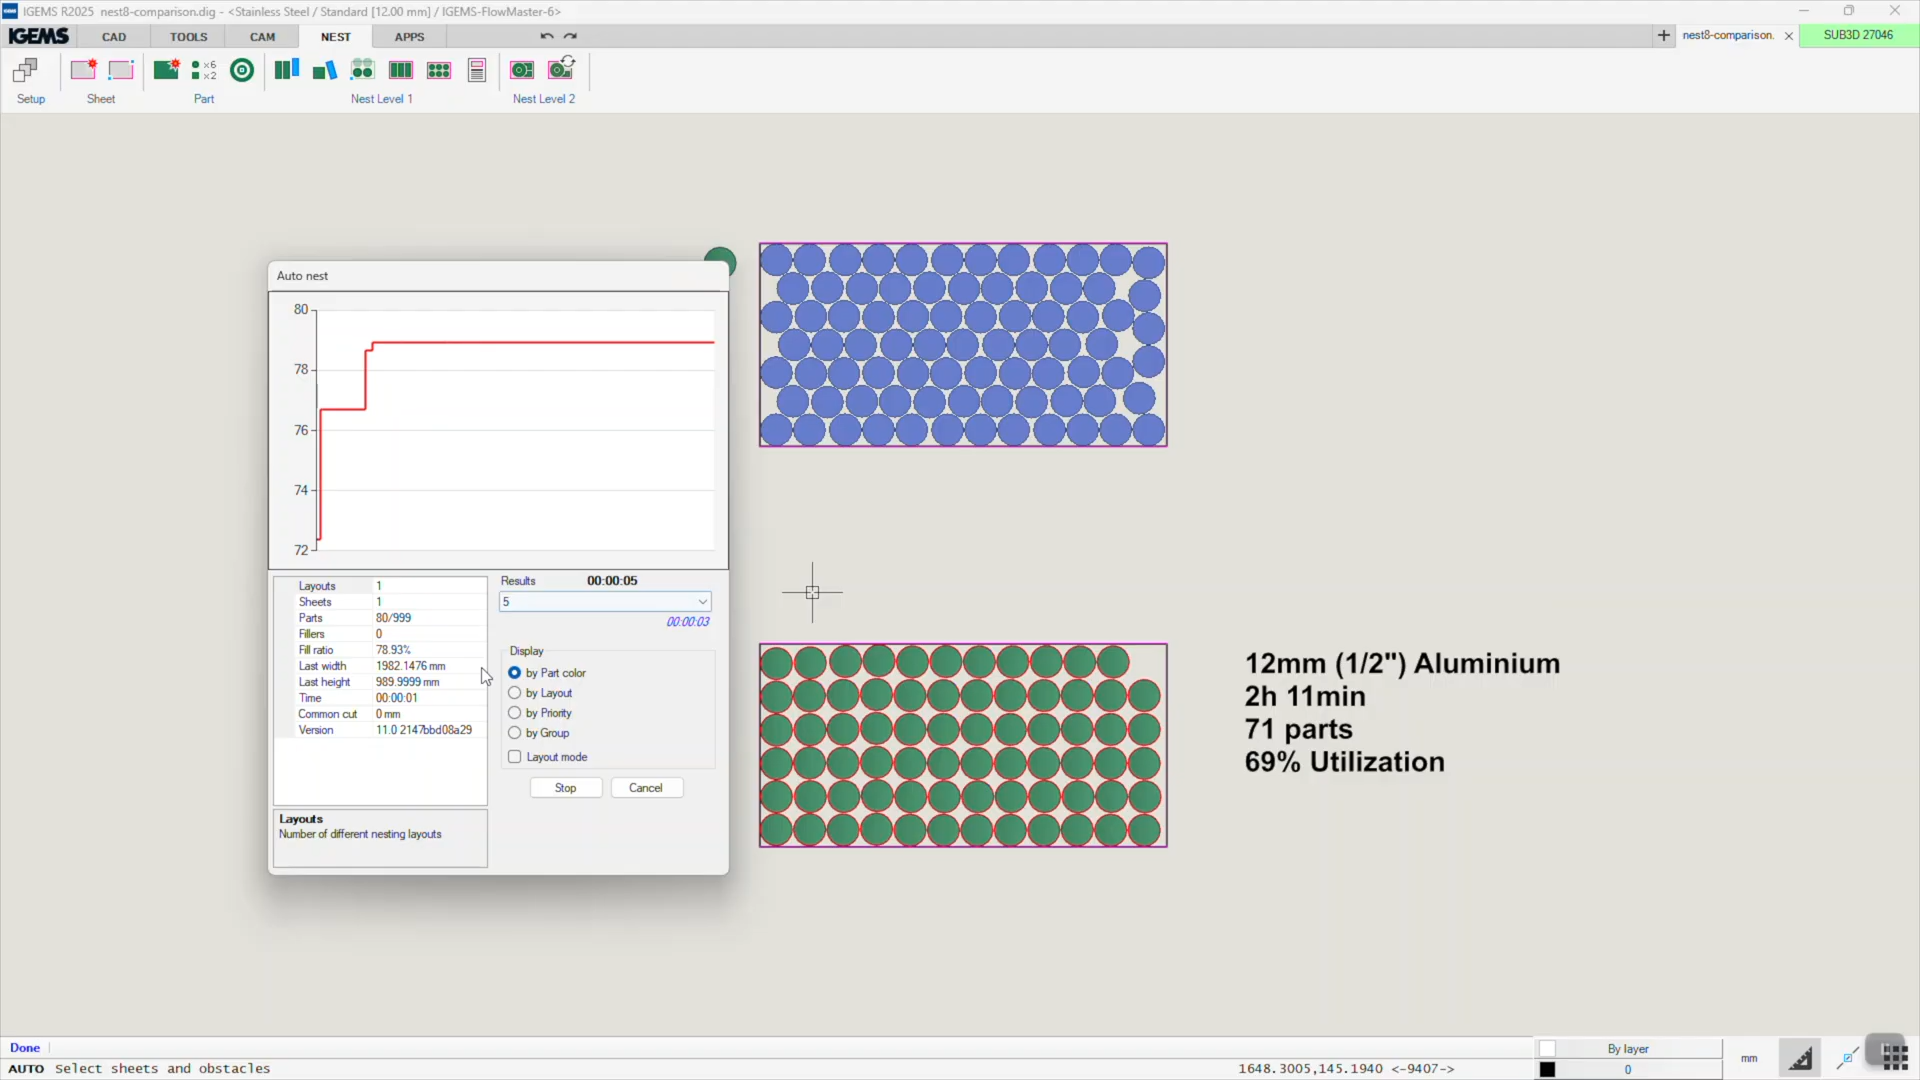 IGEMS R2025 nest8-comparison.dig - <Stainless Steel / Standard [12.00 mm] / IGEMS-FlowMaster-6>
IGEMS CAD TOOLS CAM NEST APPS
nest8-comparison.
SUB3D 27046
x6
x2
Setup Sheet Part Nest Level 1 Nest Level 2
Auto nest
80
78
76
74
72
Layouts 1
Sheets 1
Parts 80/999
Fillers 0
Fill ratio 78.93%
Last width 1982.1476 mm
Last height 989.9999 mm
Time 00:00:01
Common cut 0 mm
Version 11.0 2147bbd08a29
Layouts
Number of different nesting layouts
Results 00:00:05
5
00:00:03
Display
by Part color
by Layout
by Priority
by Group
Layout mode
Stop Cancel
12mm (1/2") Aluminium
2h 11min
71 parts
69% Utilization
Done
AUTO Select sheets and obstacles
1648.3005,145.1940 <-9407->
By layer
0
mm